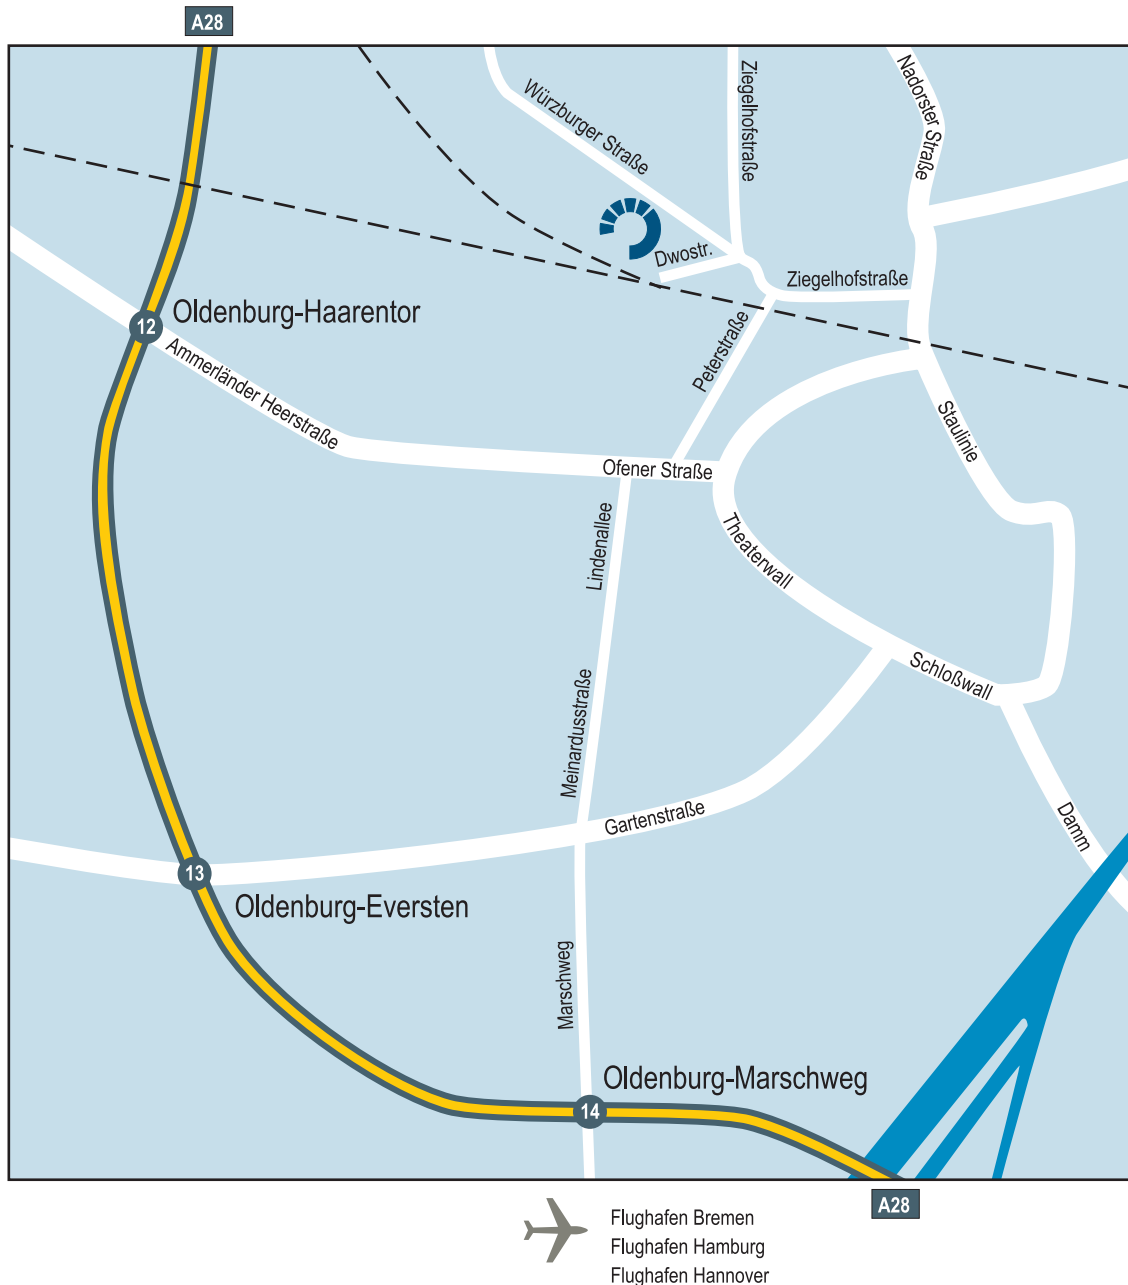 A28
Würzburger Straße
Ziegelhofstraße
Nadorster Straße
Dwostr.
Ziegelhofstraße
12
Oldenburg-Haarentor
Ammerländer Heerstraße
Peterstraße
Staulinie
Ofener Straße
Lindenallee
Theaterwall
Schloßwall
Meinardusstraße
Gartenstraße
Damm
13
Oldenburg-Eversten
Marschweg
Oldenburg-Marschweg
14
A28
Flughafen Bremen
Flughafen Hamburg
Flughafen Hannover